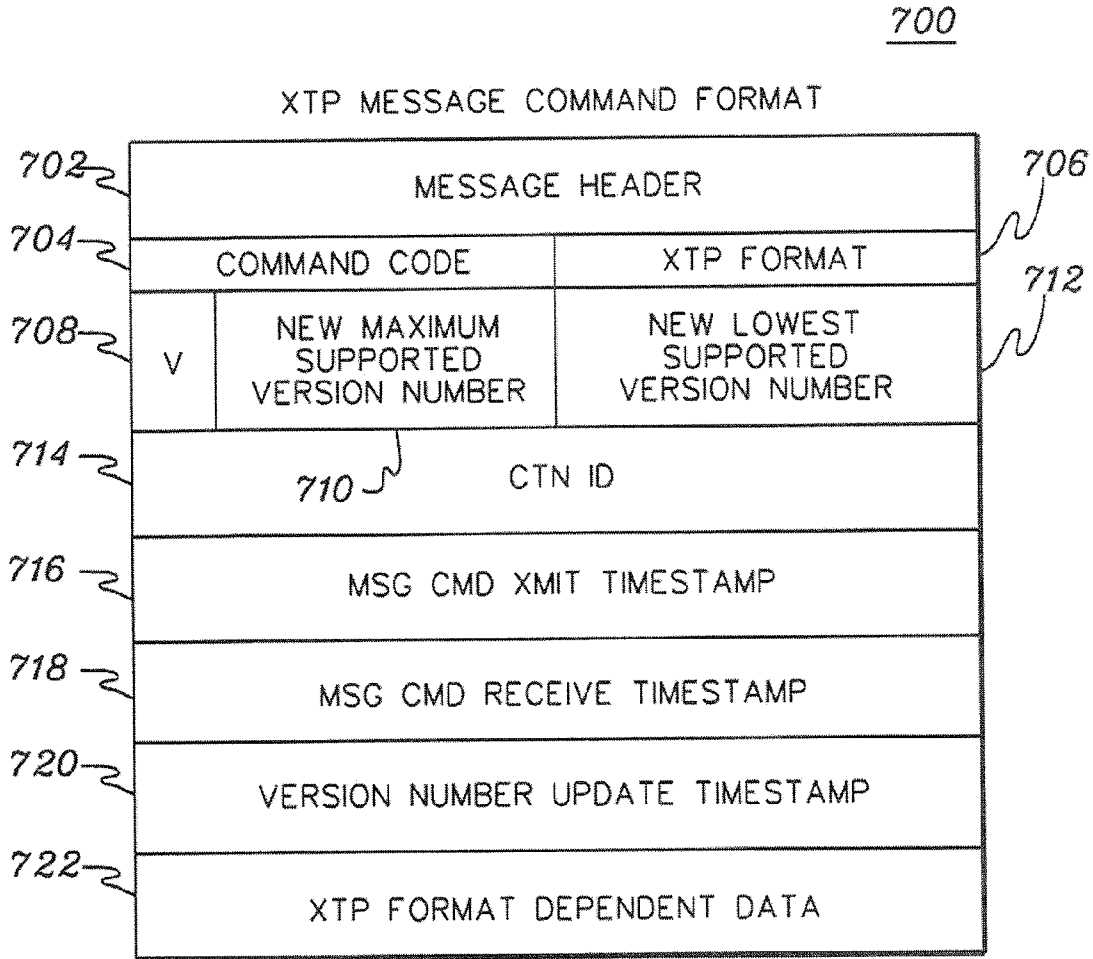 700
XTP MESSAGE COMMAND FORMAT
702
MESSAGE HEADER
706
704
COMMAND CODE
XTP FORMAT
712
708
V
NEW MAXIMUM
SUPPORTED
VERSION NUMBER
NEW LOWEST
SUPPORTED
VERSION NUMBER
714
710
CTN ID
716
MSG CMD XMIT TIMESTAMP
718
MSG CMD RECEIVE TIMESTAMP
720
VERSION NUMBER UPDATE TIMESTAMP
722
XTP FORMAT DEPENDENT DATA